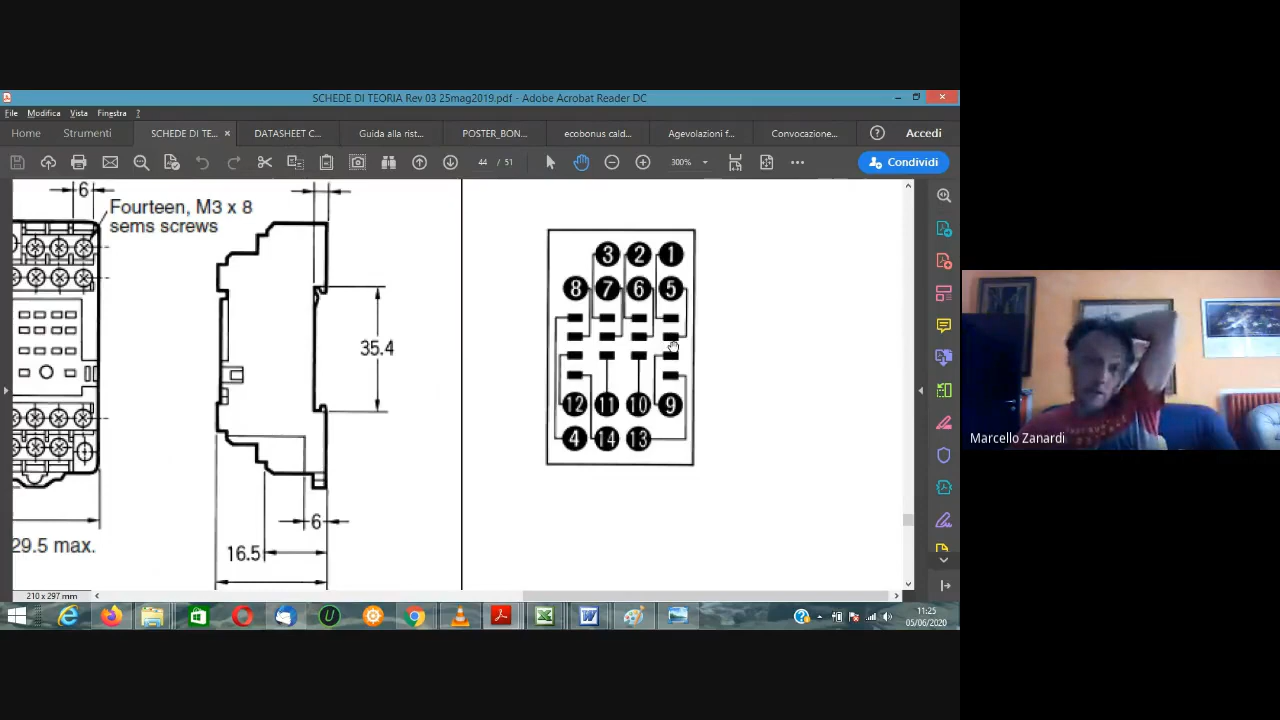 SCHEDE DI TEORIA Rev 03 25mag2019.pdf - Adobe Acrobat Reader DC
File Modifica Vista Finestra ?
Home Strumenti SCHEDE DI TE... × DATASHEET C... Guida alla rist... POSTER_BON... ecobonus cald... Agevolazioni f... Convocazione... ? Accedi
44 / 51 300% Condividi
6
Fourteen, M3 x 8
sems screws
35.4
6
16.5
29.5 max.
3 2 1
8 7 6 5
12 11 10 9
4 14 13
Marcello Zanardi
210 x 297 mm
11:25
05/06/2020